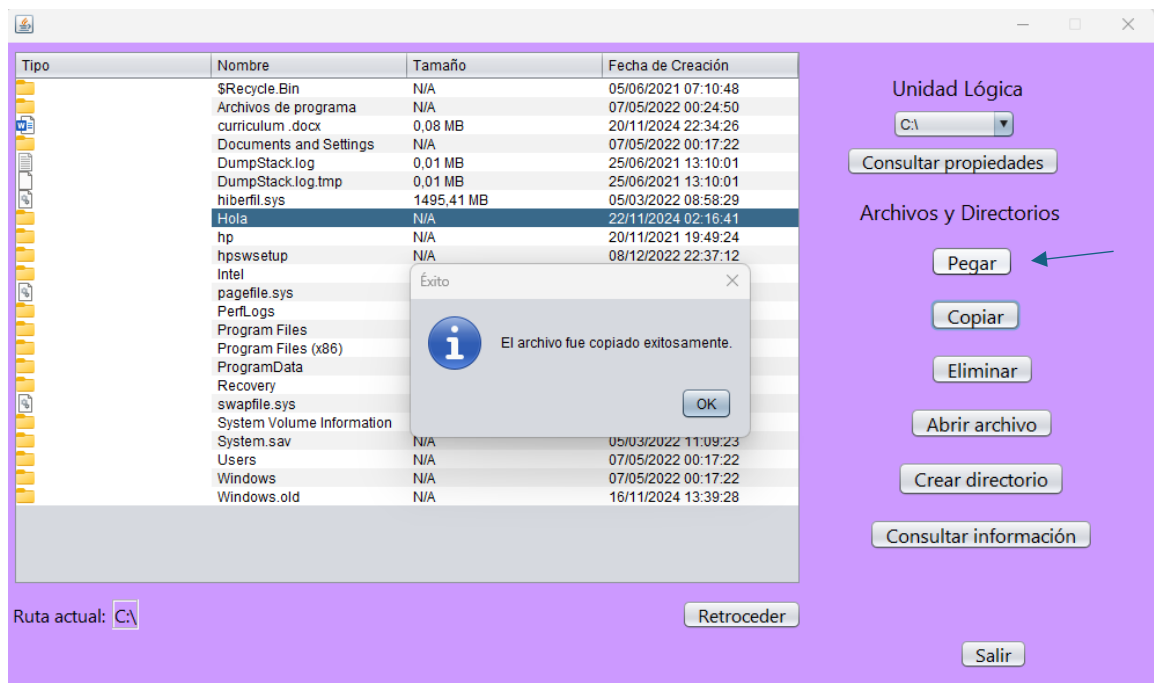 Tipo Nombre Tamaño Fecha de Creación
$Recycle.Bin N/A 05/06/2021 07:10:48
Archivos de programa N/A 07/05/2022 00:24:50
curriculum .docx 0,08 MB 20/11/2024 22:34:26
Documents and Settings N/A 07/05/2022 00:17:22
DumpStack.log 0,01 MB 25/06/2021 13:10:01
DumpStack.log.tmp 0,01 MB 25/06/2021 13:10:01
hiberfil.sys 1495,41 MB 05/03/2022 08:58:29
Hola N/A 22/11/2024 02:16:41
hp N/A 20/11/2021 19:49:24
hpswsetup N/A 08/12/2022 22:37:12
Intel
pagefile.sys
PerfLogs
Program Files
Program Files (x86)
ProgramData
Recovery
swapfile.sys
System Volume Information
System.sav N/A 05/03/2022 11:09:23
Users N/A 07/05/2022 00:17:22
Windows N/A 07/05/2022 00:17:22
Windows.old N/A 16/11/2024 13:39:28
Éxito
El archivo fue copiado exitosamente.
OK
Ruta actual: C:\
Retroceder
Unidad Lógica
C:\
Consultar propiedades
Archivos y Directorios
Pegar
Copiar
Eliminar
Abrir archivo
Crear directorio
Consultar información
Salir